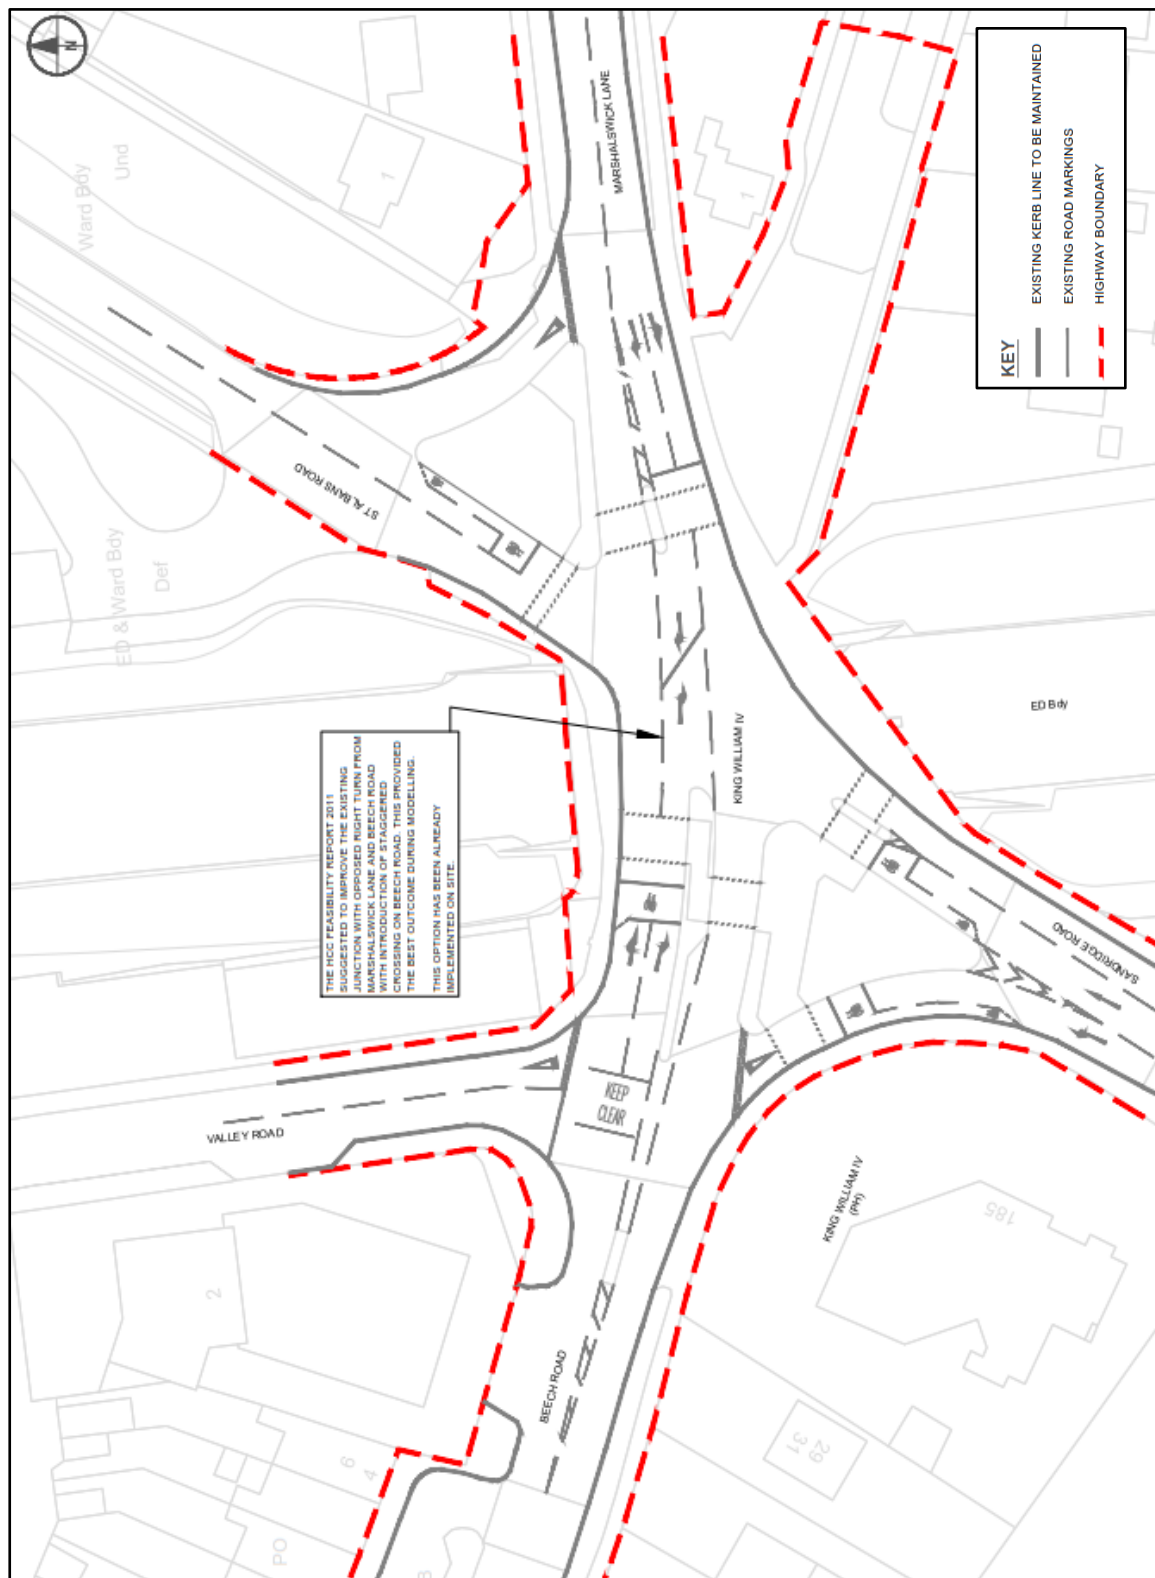 N
Ward Bdy
Und
1
MARSHALSWICK LANE
1
KEY
EXISTING KERB LINE TO BE MAINTAINED
EXISTING ROAD MARKINGS
HIGHWAY BOUNDARY
ST ALBANS ROAD
ED & Ward Bdy
Def
THE HCC FEASIBILITY REPORT 2011
SUGGESTED TO IMPROVE THE EXISTING
JUNCTION WITH OPPOSED RIGHT TURN FROM
MARSHALSWICK LANE AND BEECH ROAD
WITH INTRODUCTION OF STAGGERED
CROSSING ON BEECH ROAD. THIS PROVIDED
THE BEST OUTCOME DURING MODELLING.
THIS OPTION HAS BEEN ALREADY
IMPLEMENTED ON SITE.
KING WILLIAM IV
ED Bdy
SANDRIDGE ROAD
VALLEY ROAD
KEEP
CLEAR
KING WILLIAM IV
(PH)
185
2
BEECH ROAD
6
4
29
31
PO